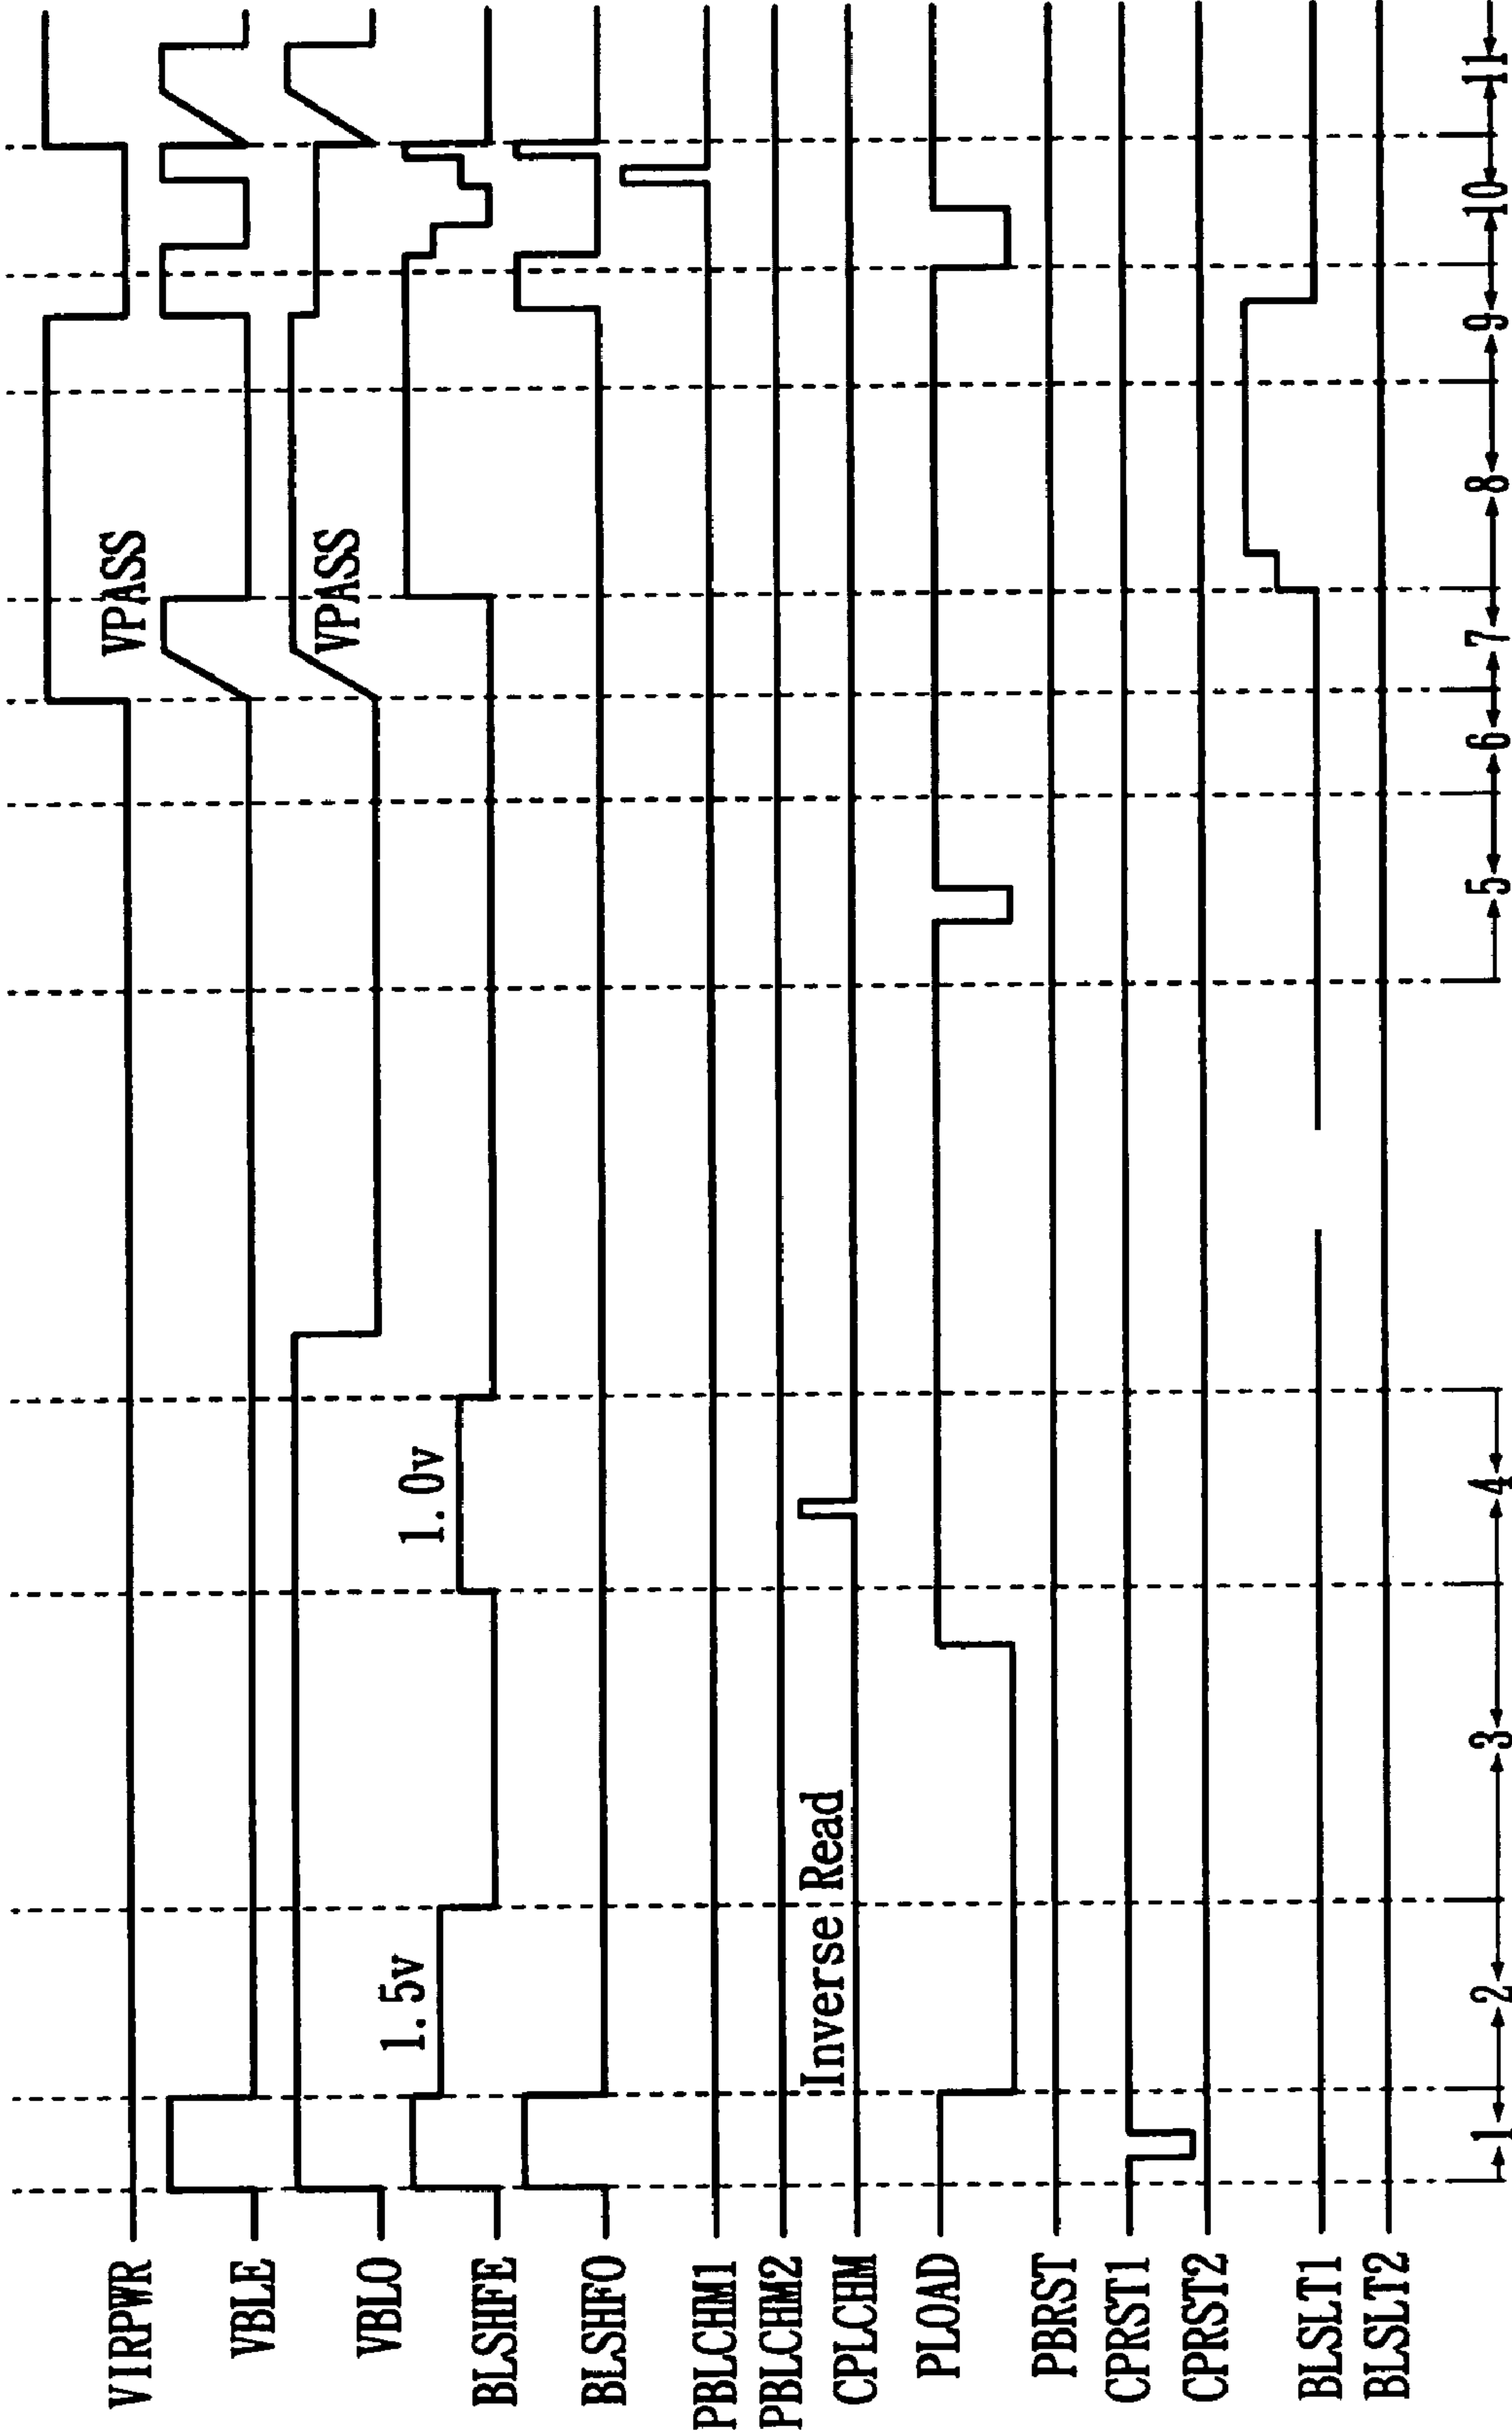 VIRPWR
VPASS
VBLE
VBLO
VPASS
1.5v
1.0v
BLSHFE
BLSHFO
PBLCHM1
PBLCHM2
Inverse Read
CPLCHM
PLOAD
PBRST
CPRST1
CPRST2
BLSLT1
BLSLT2
1 2 3 4 5 6 7 8 9 10 11